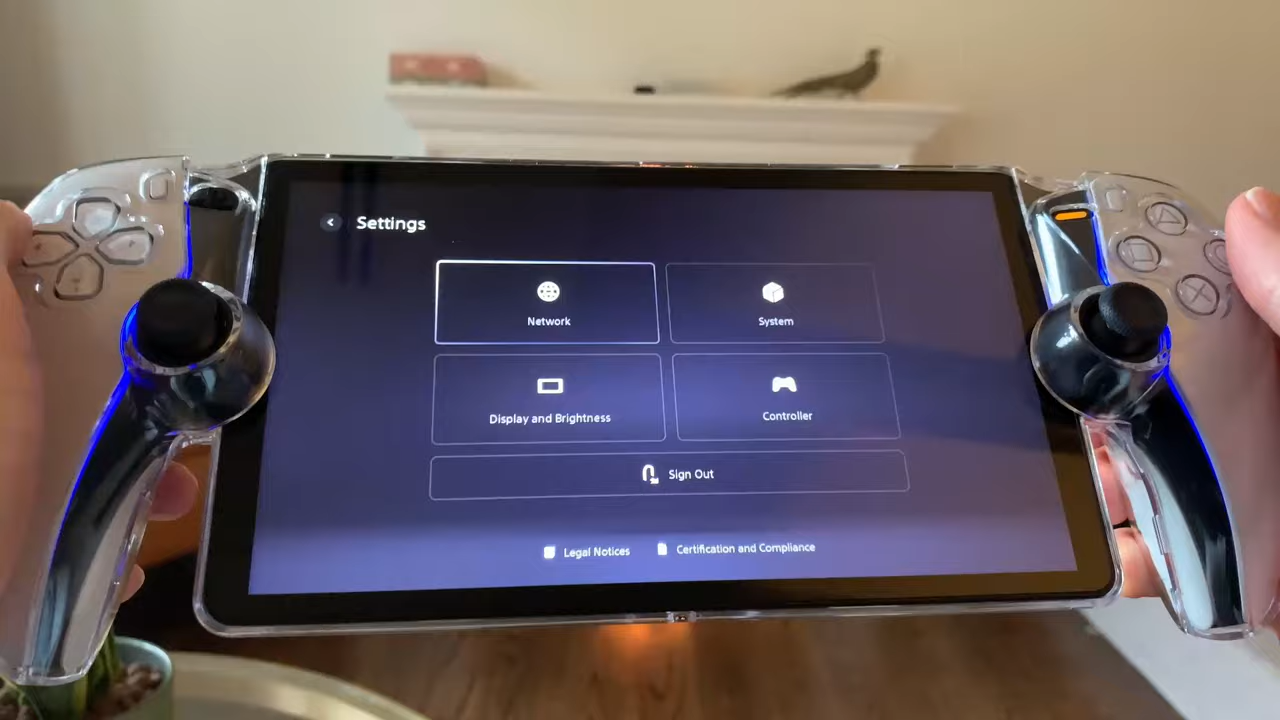 Settings
Network
System
Display and Brightness
Controller
Sign Out
Legal Notices
Certification and Compliance